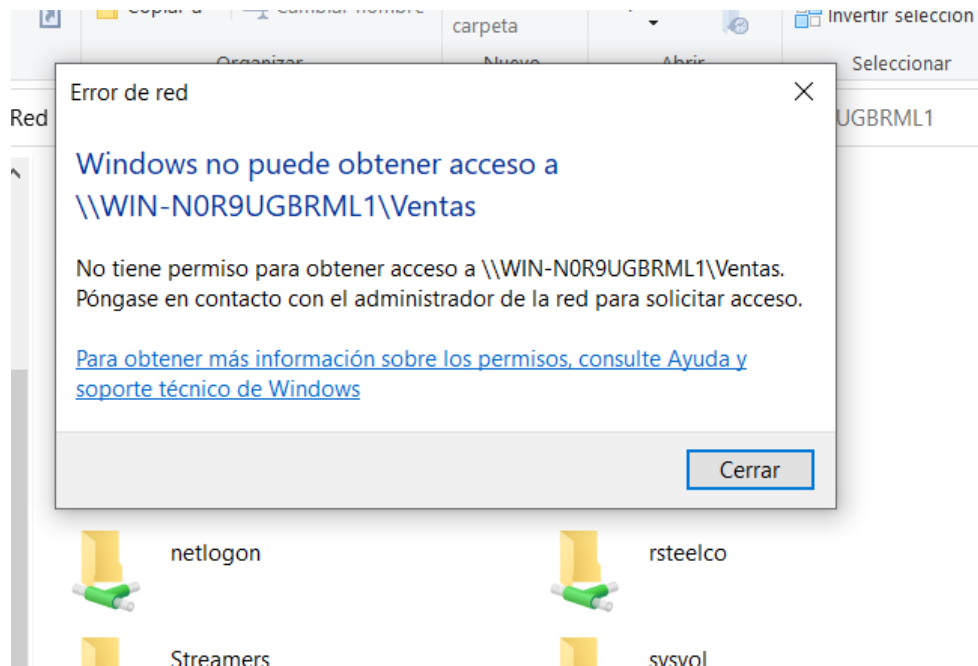 Copiar a
Cambiar nombre
carpeta
Invertir selección
Organizar
Nuevo
Abrir
Seleccionar
Error de red
Red
UGBRML1
Windows no puede obtener acceso a
\\WIN-N0R9UGBRML1\Ventas
No tiene permiso para obtener acceso a \\WIN-N0R9UGBRML1\Ventas.
Póngase en contacto con el administrador de la red para solicitar acceso.
Para obtener más información sobre los permisos, consulte Ayuda y
soporte técnico de Windows
Cerrar
netlogon
rsteelco
Streamers
sysvol